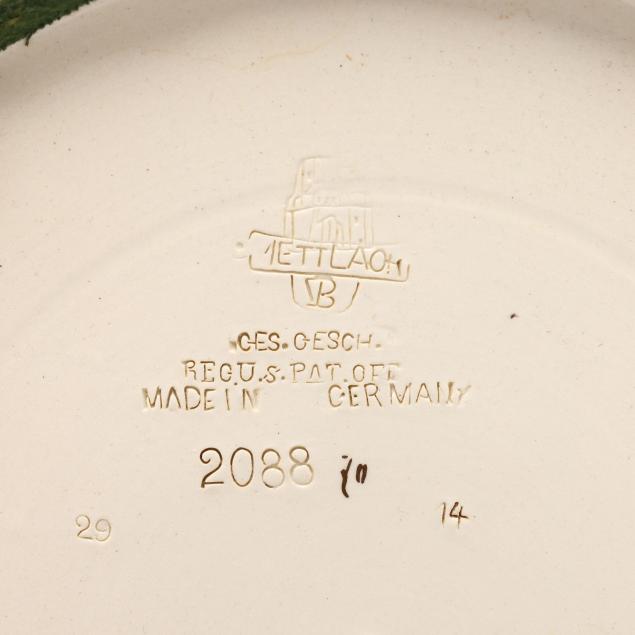 METTLACH
VB
GES. GESCH.
REG.U.S.PAT.OFF
MADE IN GERMANY
2088
29 14